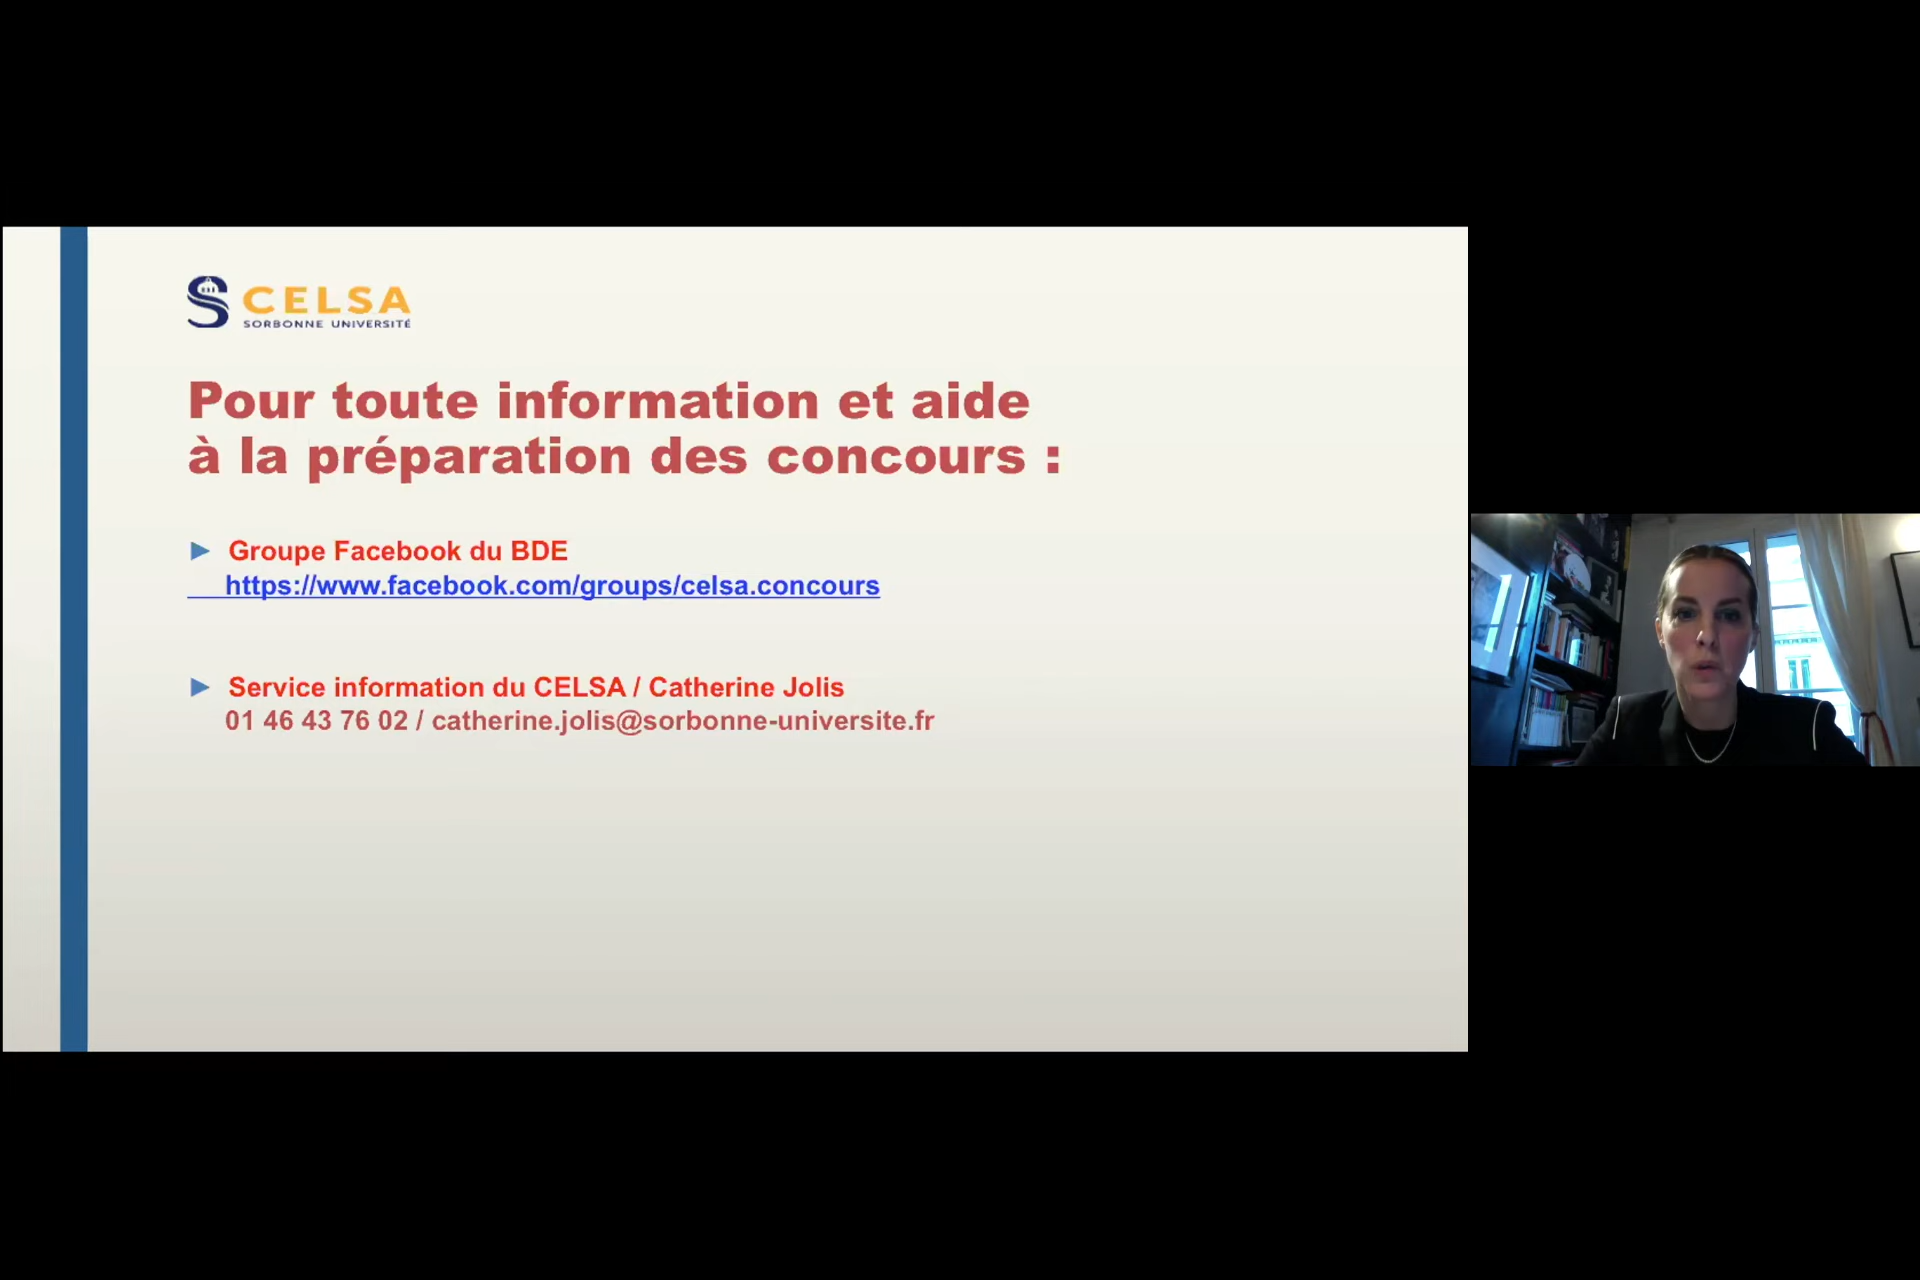 CELSA
SORBONNE UNIVERSITÉ
Pour toute information et aide
à la préparation des concours :
► Groupe Facebook du BDE
https://www.facebook.com/groups/celsa.concours
► Service information du CELSA / Catherine Jolis
01 46 43 76 02 / catherine.jolis@sorbonne-universite.fr